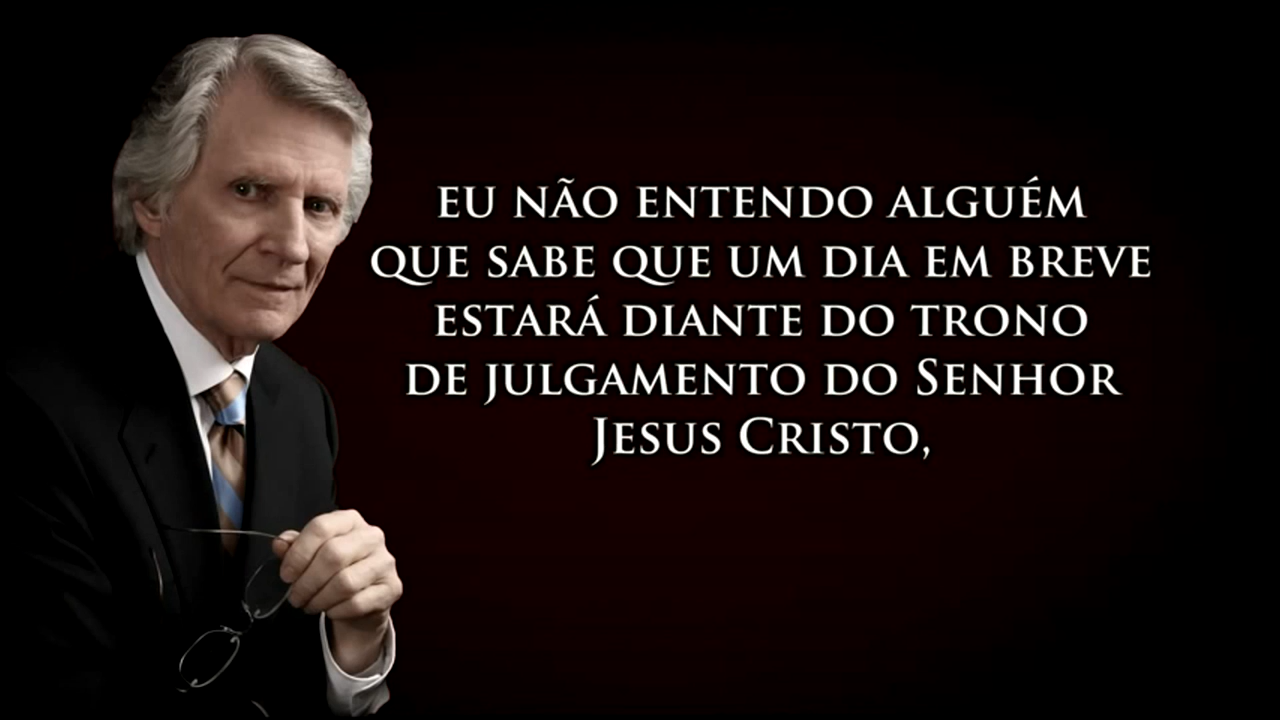 EU NÃO ENTENDO ALGUÉM
QUE SABE QUE UM DIA EM BREVE
ESTARÁ DIANTE DO TRONO
DE JULGAMENTO DO SENHOR
JESUS CRISTO,